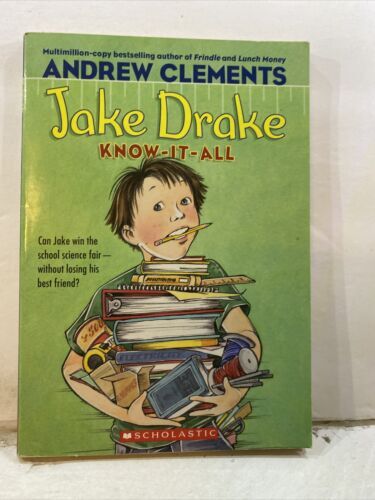 Multimillion-copy bestselling author of Frindle and Lunch Money
ANDREW CLEMENTS
Jake Drake
KNOW-IT-ALL
Can Jake win the
school science fair—
without losing his
best friend?
ELECTRICITY
SCHOLASTIC